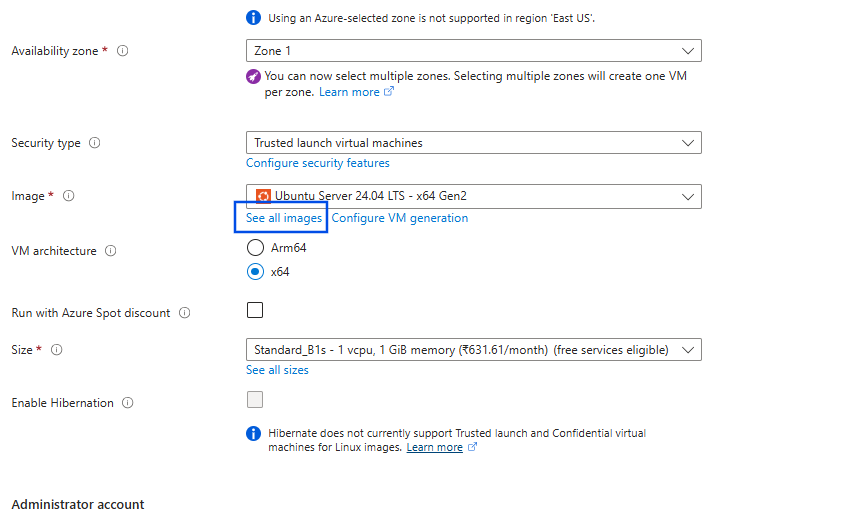 Using an Azure-selected zone is not supported in region 'East US'.
Availability zone *
Zone 1
You can now select multiple zones. Selecting multiple zones will create one VM
per zone. Learn more
Security type
Trusted launch virtual machines
Configure security features
Image *
Ubuntu Server 24.04 LTS - x64 Gen2
See all images Configure VM generation
VM architecture
Arm64
x64
Run with Azure Spot discount
Size *
Standard_B1s - 1 vcpu, 1 GiB memory (₹631.61/month) (free services eligible)
See all sizes
Enable Hibernation
Hibernate does not currently support Trusted launch and Confidential virtual
machines for Linux images. Learn more
Administrator account